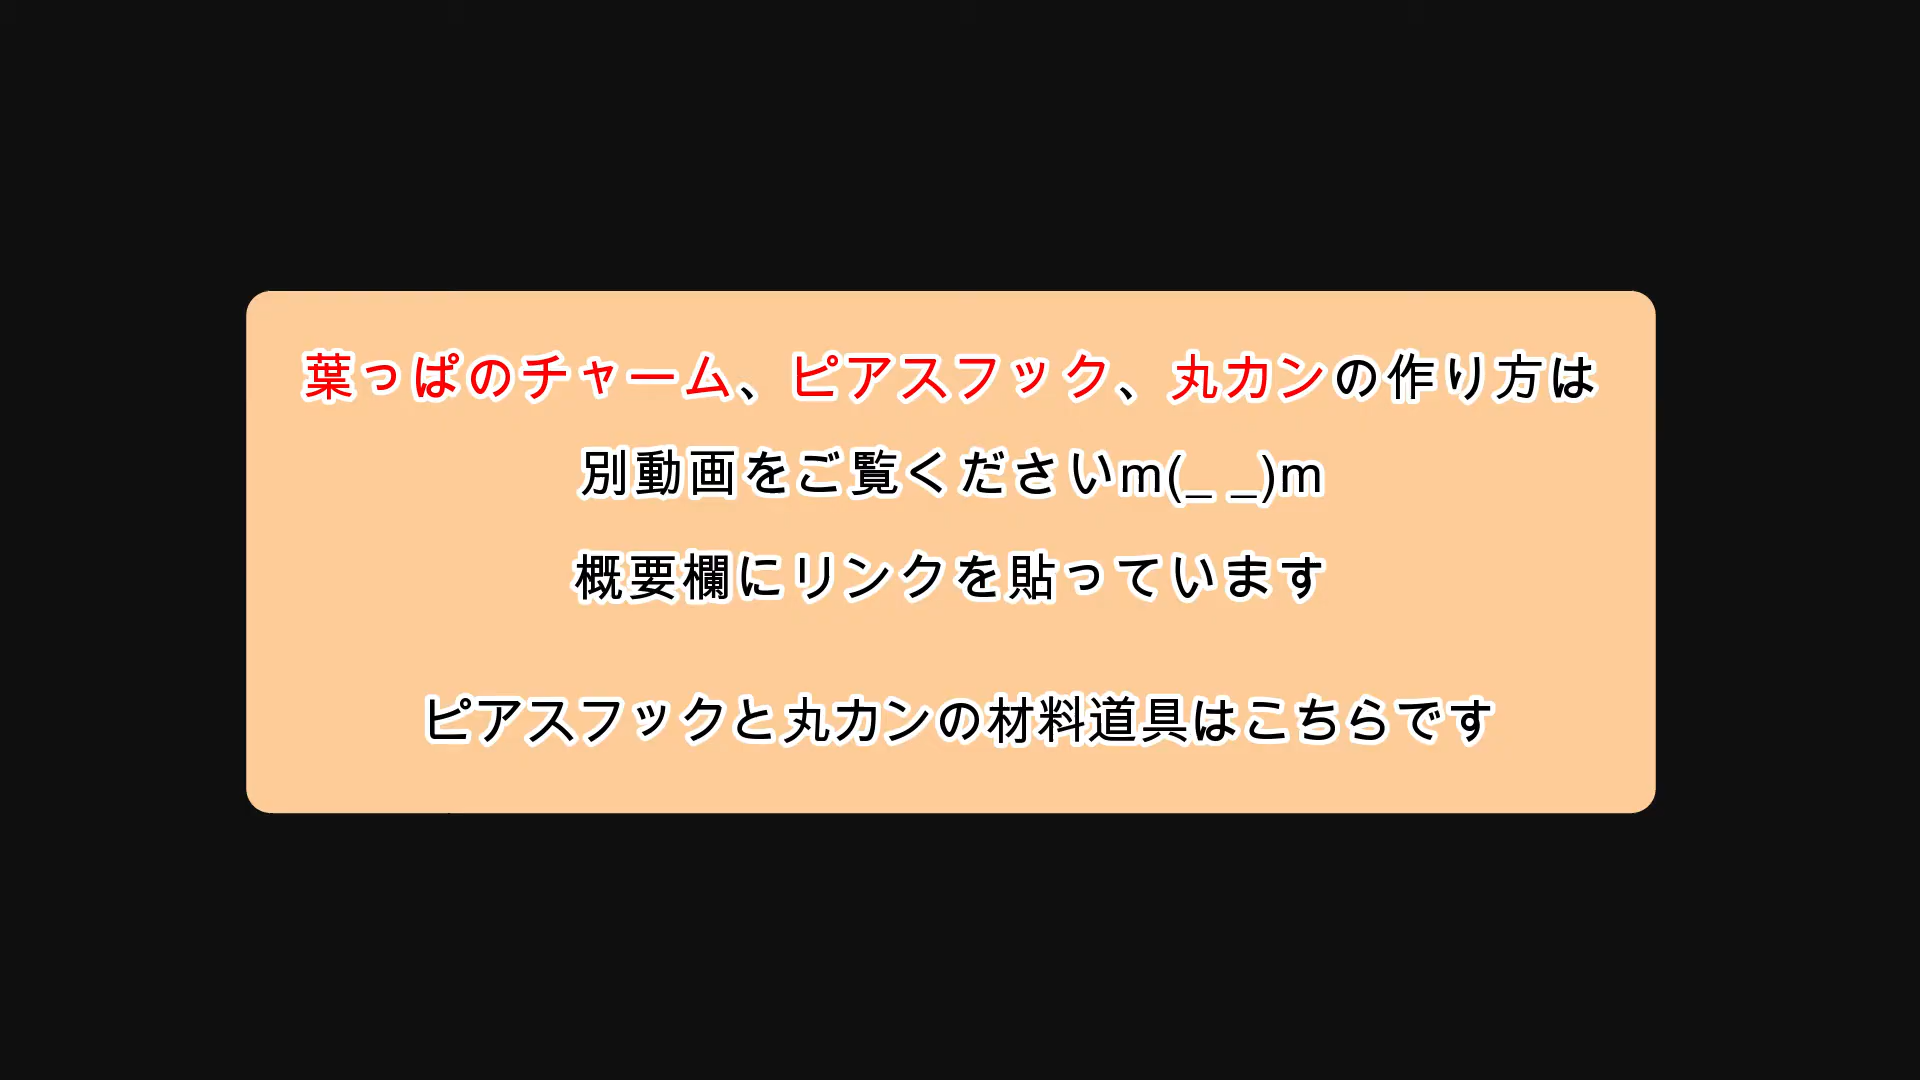 葉っぱのチャーム、ピアスフック、丸カンの作り方は
別動画をご覧くださいm(_ _)m
概要欄にリンクを貼っています
ピアスフックと丸カンの材料道具はこちらです